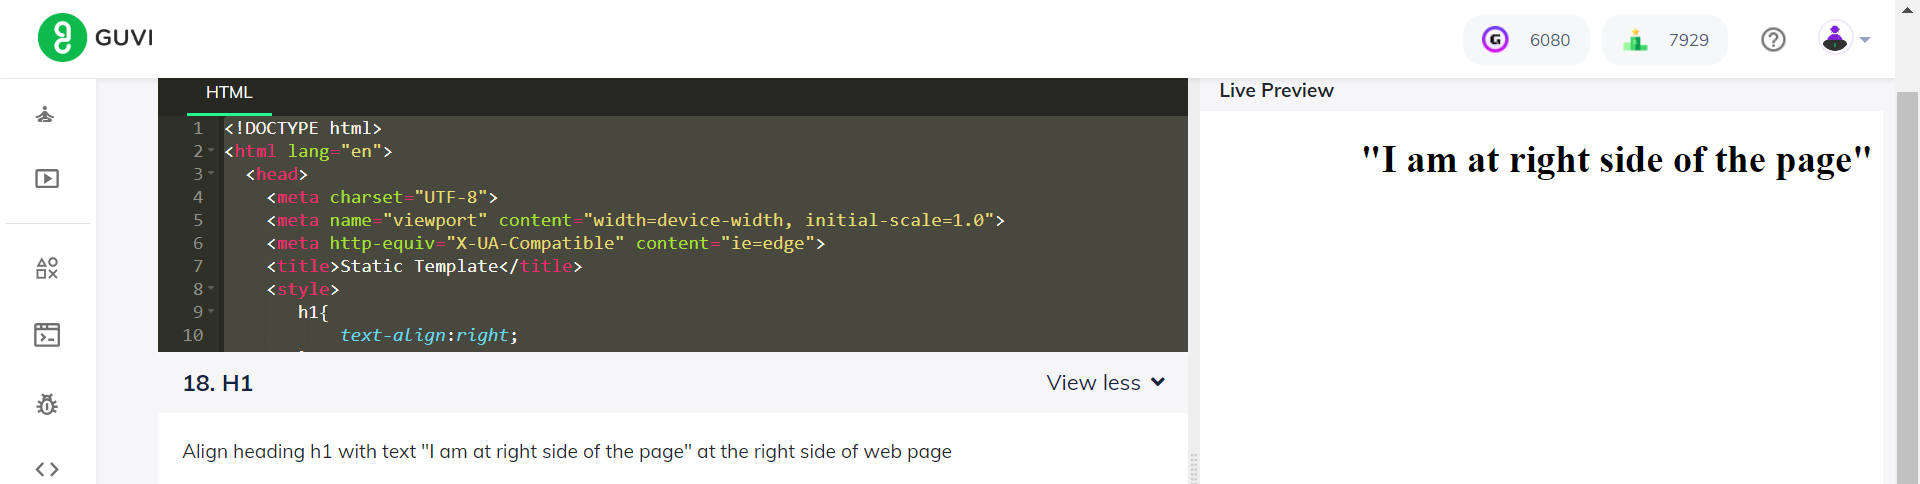 GUVI
6080
7929
HTML
Live Preview
1 <!DOCTYPE html>
2 <html lang="en">
3 <head>
4 <meta charset="UTF-8">
5 <meta name="viewport" content="width=device-width, initial-scale=1.0">
6 <meta http-equiv="X-UA-Compatible" content="ie=edge">
7 <title>Static Template</title>
8 <style>
9 h1{
10 text-align:right;
"I am at right side of the page"
18. H1
View less
Align heading h1 with text "I am at right side of the page" at the right side of web page